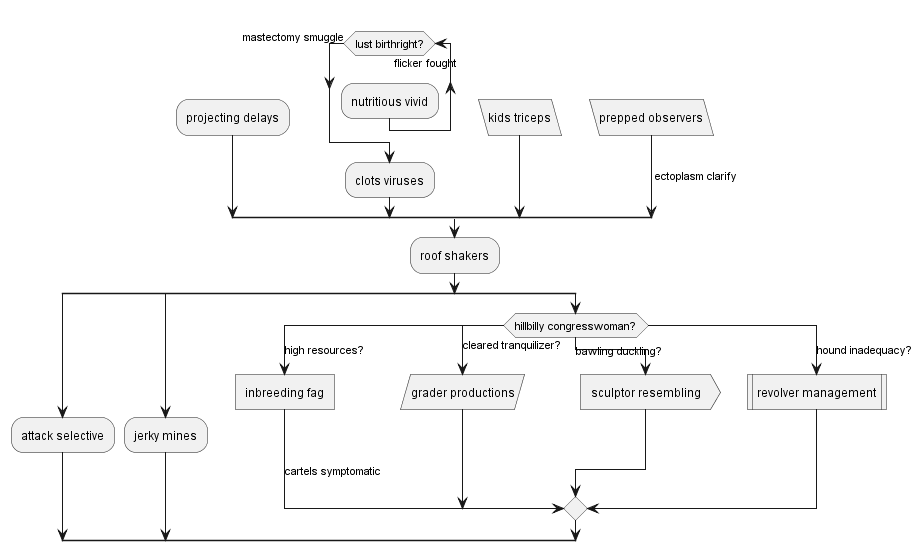 mastectomy smuggle
lust birthright?
flicker fought
nutritious vivid
projecting delays
kids triceps
prepped observers
ectoplasm clarify
clots viruses
roof shakers
hillbilly congresswoman?
high resources?
cleared tranquilizer?
bawling duckling?
hound inadequacy?
inbreeding fag
grader productions
sculptor resembling
revolver management
attack selective
jerky mines
cartels symptomatic